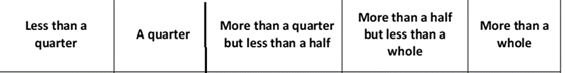 Less than a
quarter
A quarter
More than a quarter
but less than a half
More than a half
but less than a
whole
More than a
whole